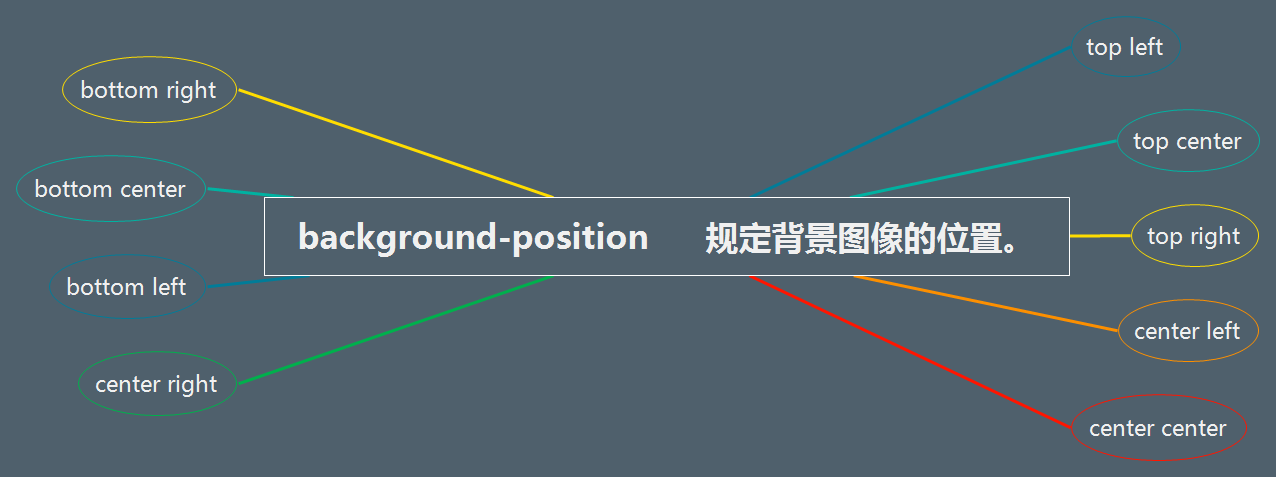 background-position 规定背景图像的位置。
top left
top center
top right
center left
center center
center right
bottom left
bottom center
bottom right